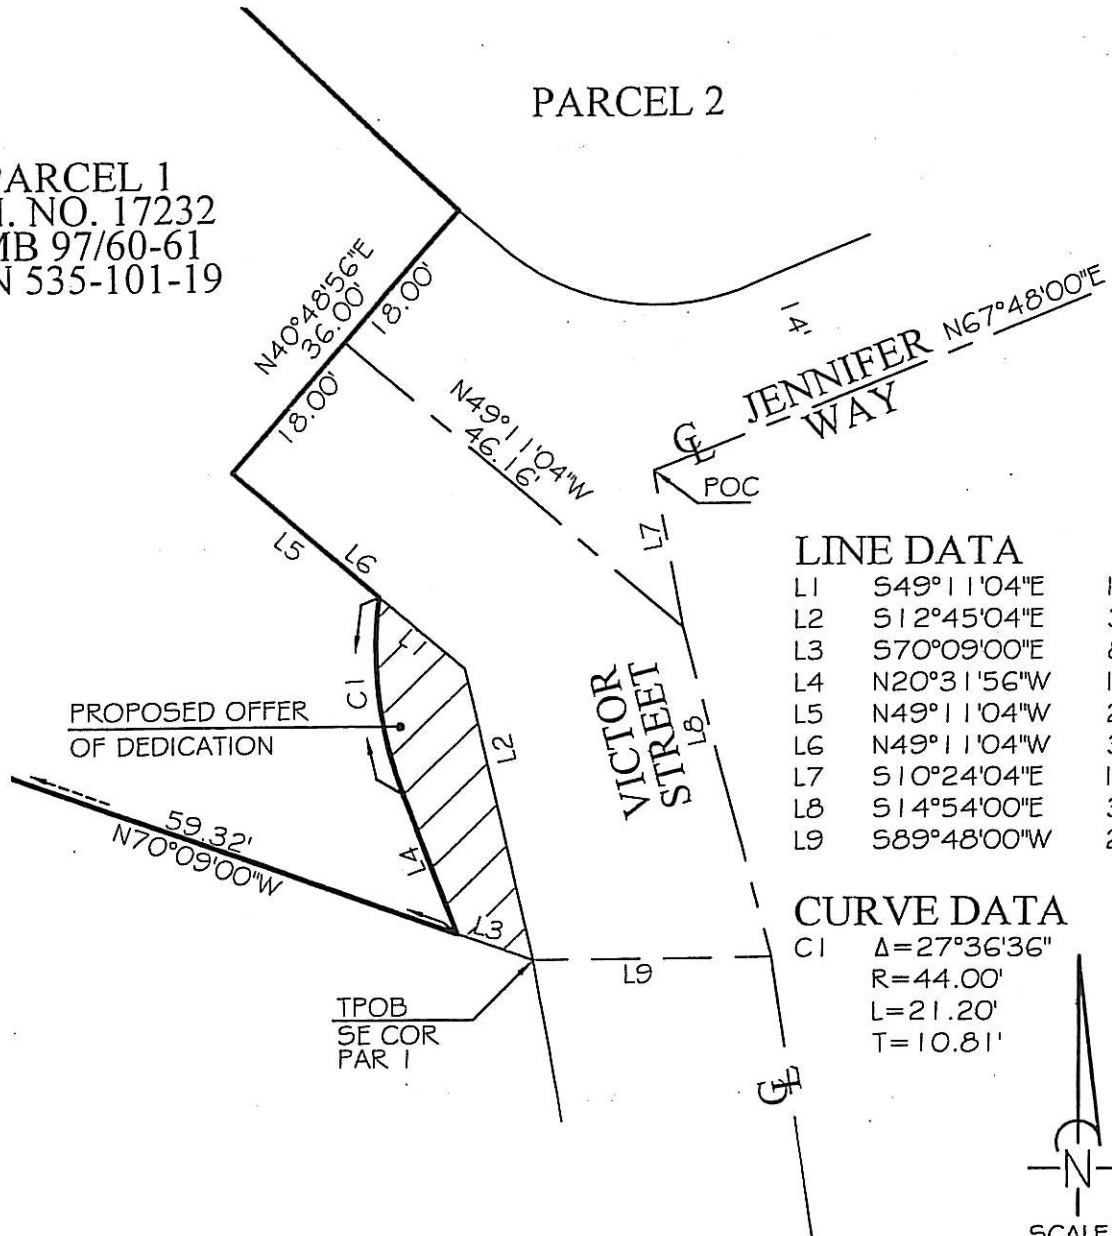 PARCEL 2
PARCEL 1
NO. 17232
97/60-61
535-101-19
N40°48'56"E
36.00'
18.00'
18.00'
N49°11'04"W
46.16'
14'
JENNIFER
WAY
N67°48'00"E
CL
POC
L7
L5
L6
L1
C1
L2
L8
VICTOR
STREET
PROPOSED OFFER
OF DEDICATION
59.32'
N70°09'00"W
L4
L3
L9
TPOB
SE COR
PAR 1
CL
LINE DATA
L1 S49°11'04"E
L2 S12°45'04"E
L3 S70°09'00"E
L4 N20°31'56"W
L5 N49°11'04"W
L6 N49°11'04"W
L7 S10°24'04"E
L8 S14°54'00"E
L9 S89°48'00"W
CURVE DATA
C1 Δ=27°36'36"
R=44.00'
L=21.20'
T=10.81'
N
SCALE